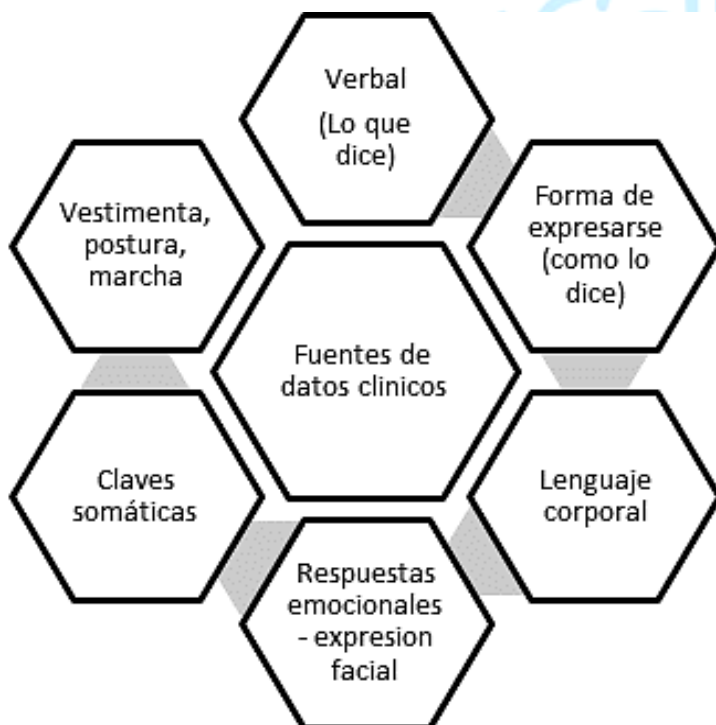 Verbal
(Lo que
dice)
Forma de
expresarse
(como lo
dice)
Lenguaje
corporal
Respuestas
emocionales
- expresion
facial
Claves
somáticas
Vestimenta,
postura,
marcha
Fuentes de
datos clinicos